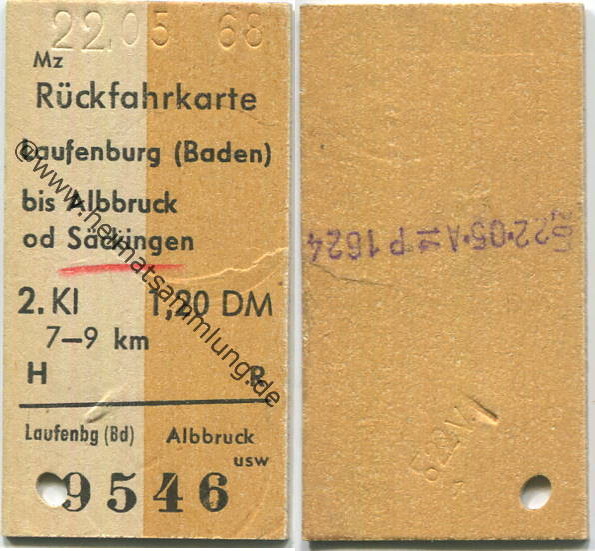 22.05 68
Mz
Rückfahrkarte
Laufenburg (Baden)
bis Albbruck
od Säckingen
2. Kl 1,20 DM
7–9 km
H R
Laufenbg (Bd) Albbruck
usw
9546
©www.heimatsammlung.de
22·05·A P 1624